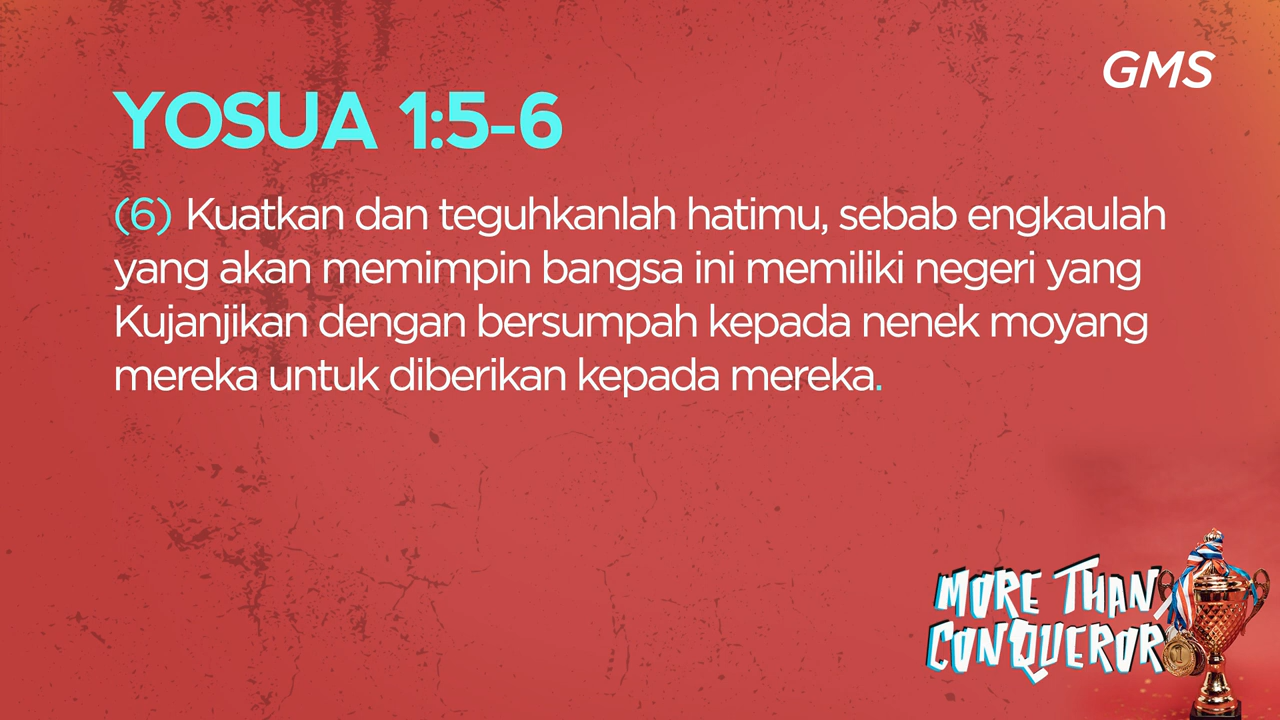 GMS
YOSUA 1:5-6
(6) Kuatkan dan teguhkanlah hatimu, sebab engkaulah
yang akan memimpin bangsa ini memiliki negeri yang
Kujanjikan dengan bersumpah kepada nenek moyang
mereka untuk diberikan kepada mereka.
MORE THAN
CONQUEROR
1